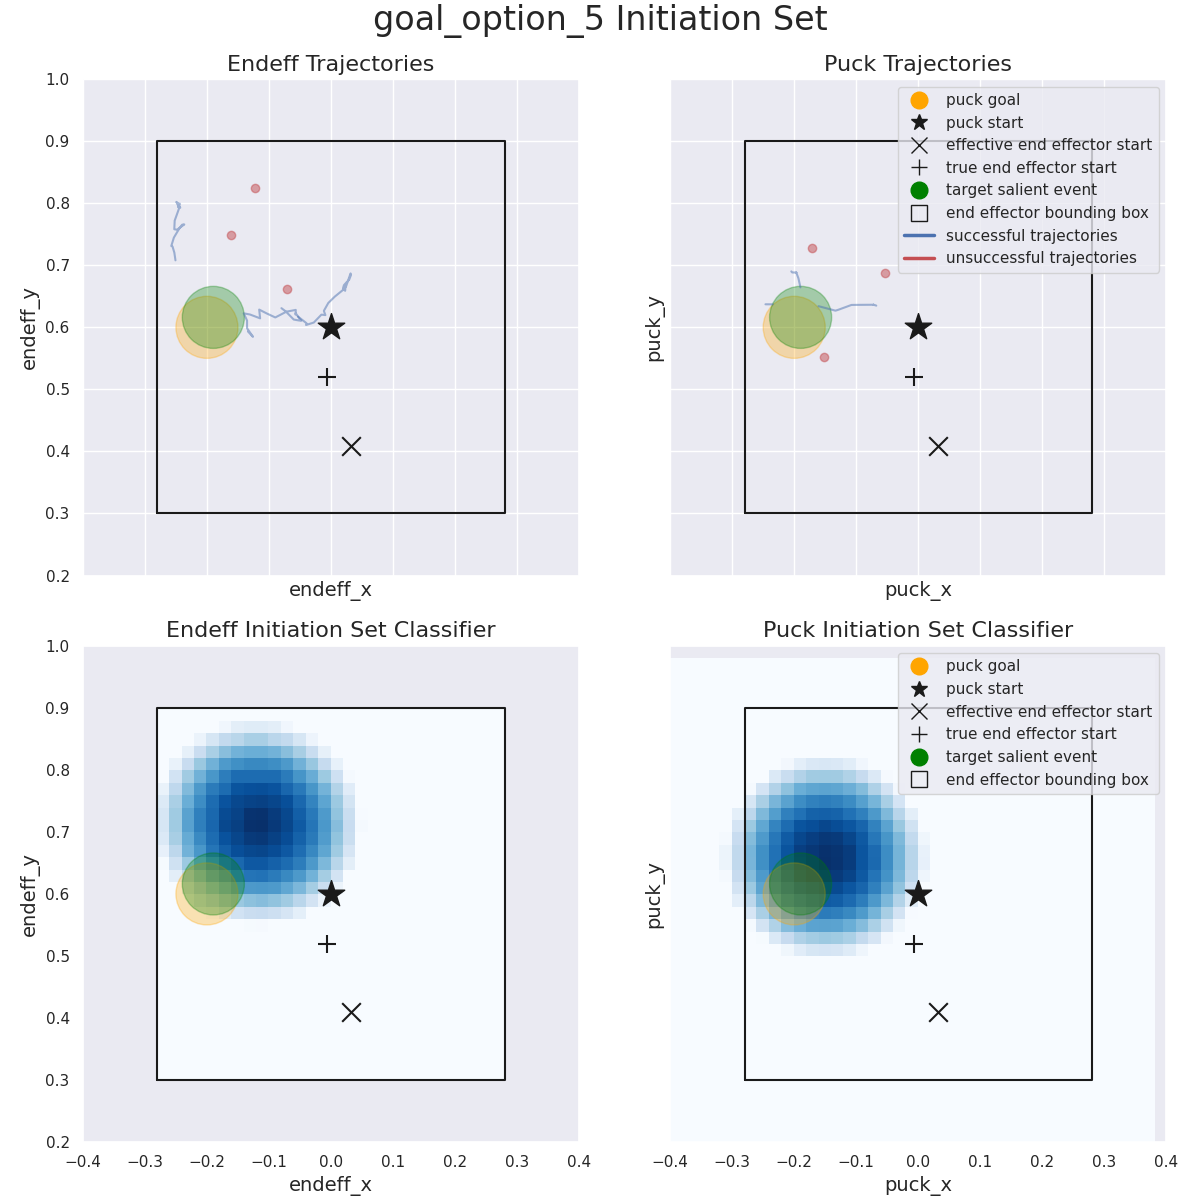 goal_option_5 Initiation Set
Endeff Trajectories
1.0
0.9
0.8
0.7
0.6
0.5
0.4
0.3
0.2
endeff_y
endeff_x
Puck Trajectories
puck goal
puck start
effective end effector start
true end effector start
target salient event
end effector bounding box
successful trajectories
unsuccessful trajectories
puck_y
puck_x
Endeff Initiation Set Classifier
1.0
0.9
0.8
0.7
0.6
0.5
0.4
0.3
0.2
endeff_y
−0.4 −0.3 −0.2 −0.1 0.0 0.1 0.2 0.3 0.4
endeff_x
Puck Initiation Set Classifier
puck goal
puck start
effective end effector start
true end effector start
target salient event
end effector bounding box
puck_y
−0.4 −0.3 −0.2 −0.1 0.0 0.1 0.2 0.3 0.4
puck_x